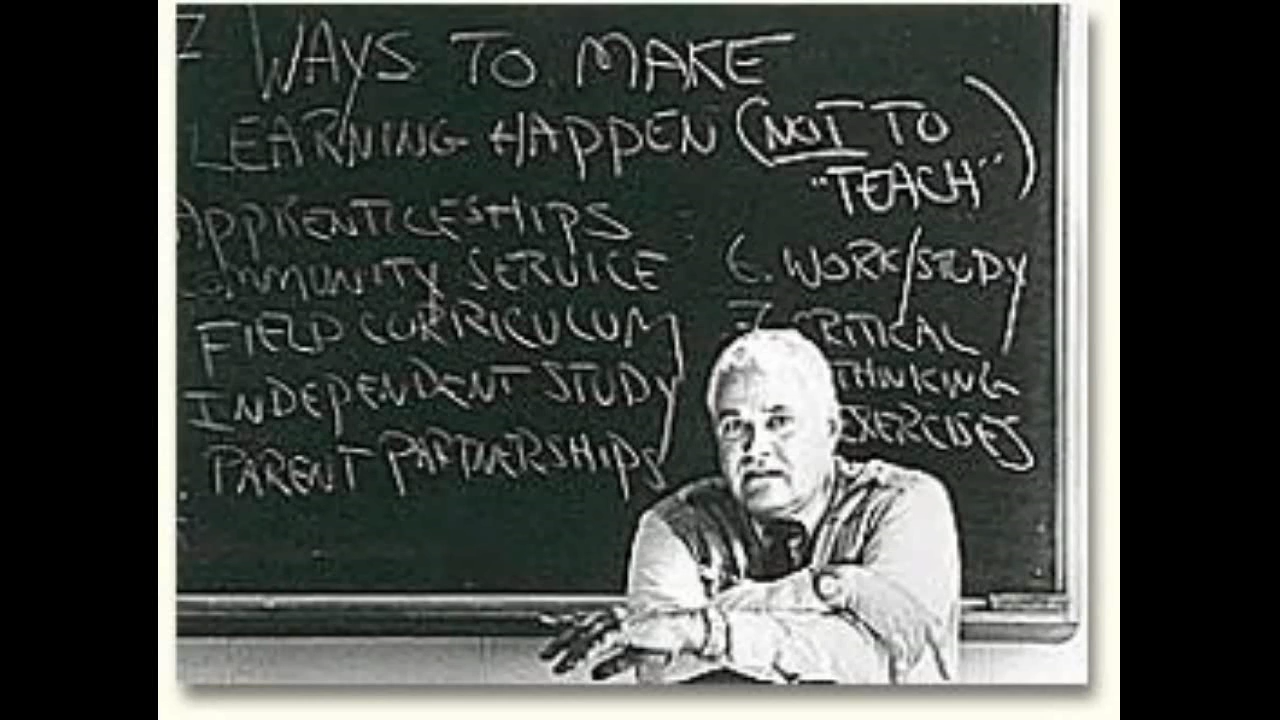 7 WAYS TO MAKE
LEARNING HAPPEN (NOT TO
"TEACH")
APPRENTICESHIPS
COMMUNITY SERVICE
FIELD CURRICULUM
INDEPENDENT STUDY
PARENT PARTNERSHIPS
6. WORK/STUDY
7. CRITICAL
THINKING
EXERCISES